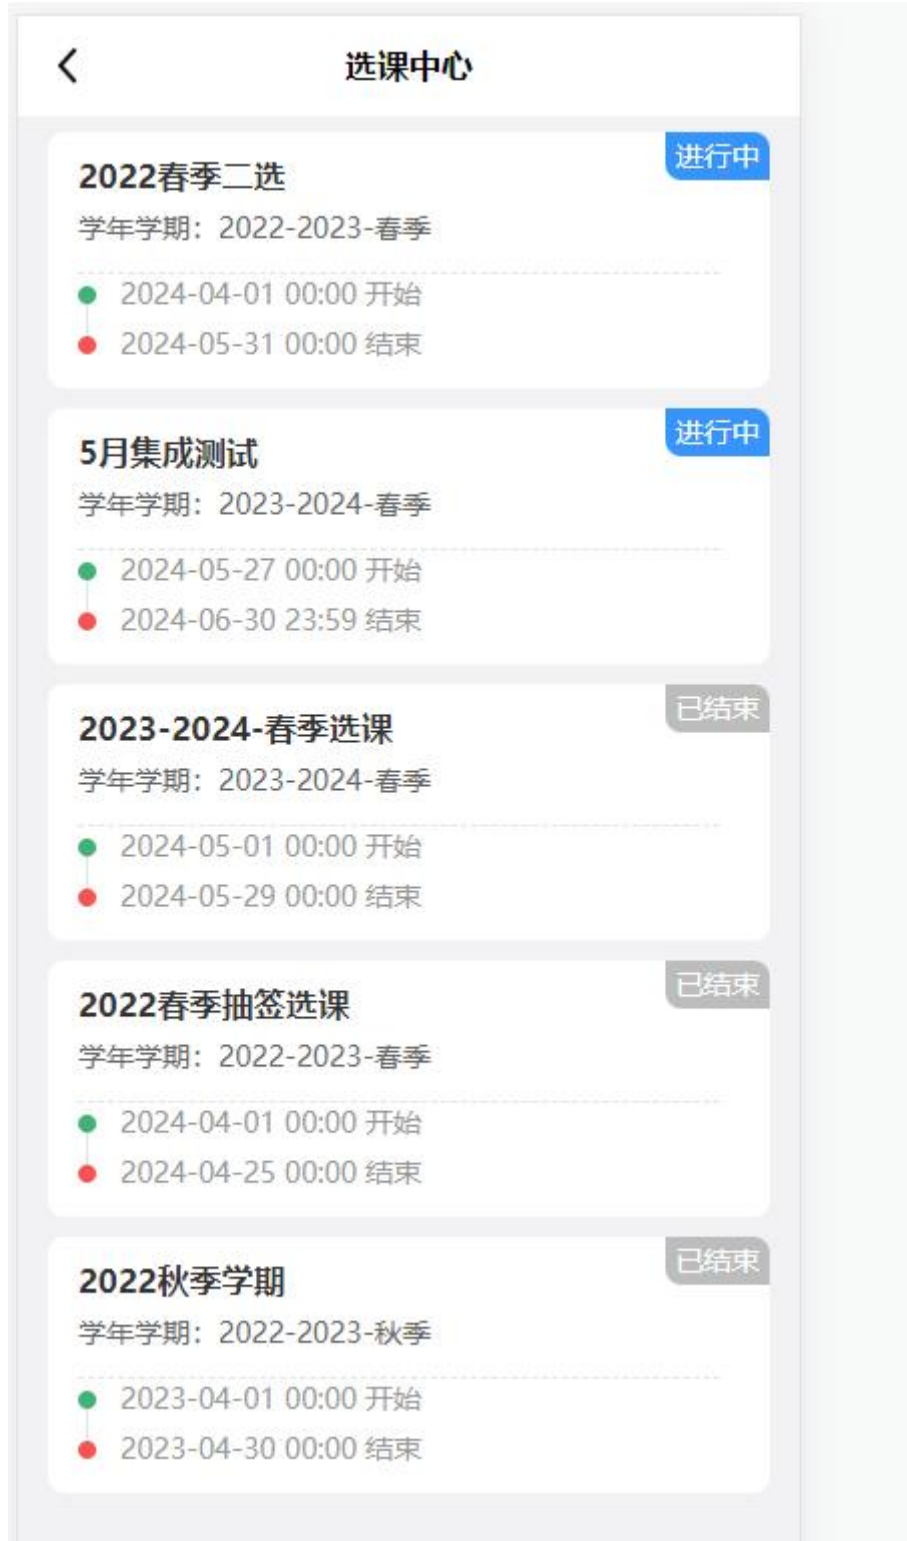 选课中心
2022春季二选
进行中
学年学期：2022-2023-春季
2024-04-01 00:00 开始
2024-05-31 00:00 结束
5月集成测试
进行中
学年学期：2023-2024-春季
2024-05-27 00:00 开始
2024-06-30 23:59 结束
2023-2024-春季选课
已结束
学年学期：2023-2024-春季
2024-05-01 00:00 开始
2024-05-29 00:00 结束
2022春季抽签选课
已结束
学年学期：2022-2023-春季
2024-04-01 00:00 开始
2024-04-25 00:00 结束
2022秋季学期
已结束
学年学期：2022-2023-秋季
2023-04-01 00:00 开始
2023-04-30 00:00 结束